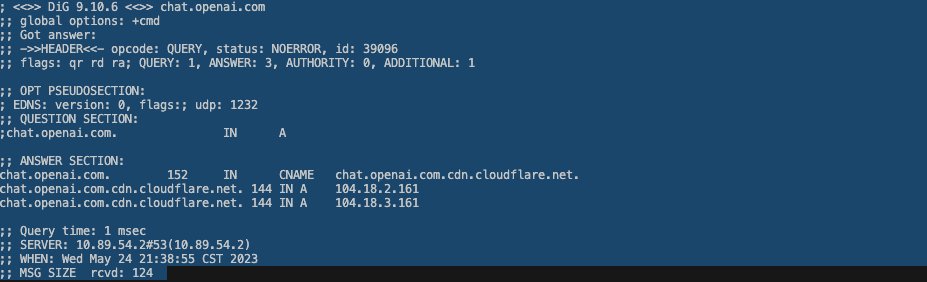 ; <<>> DiG 9.10.6 <<>> chat.openai.com
;; global options: +cmd
;; Got answer:
;; ->>HEADER<<- opcode: QUERY, status: NOERROR, id: 39096
;; flags: qr rd ra; QUERY: 1, ANSWER: 3, AUTHORITY: 0, ADDITIONAL: 1

;; OPT PSEUDOSECTION:
; EDNS: version: 0, flags:; udp: 1232
;; QUESTION SECTION:
;chat.openai.com.		IN	A

;; ANSWER SECTION:
chat.openai.com.	152	IN	CNAME	chat.openai.com.cdn.cloudflare.net.
chat.openai.com.cdn.cloudflare.net. 144 IN A	104.18.2.161
chat.openai.com.cdn.cloudflare.net. 144 IN A	104.18.3.161

;; Query time: 1 msec
;; SERVER: 10.89.54.2#53(10.89.54.2)
;; WHEN: Wed May 24 21:38:55 CST 2023
;; MSG SIZE  rcvd: 124